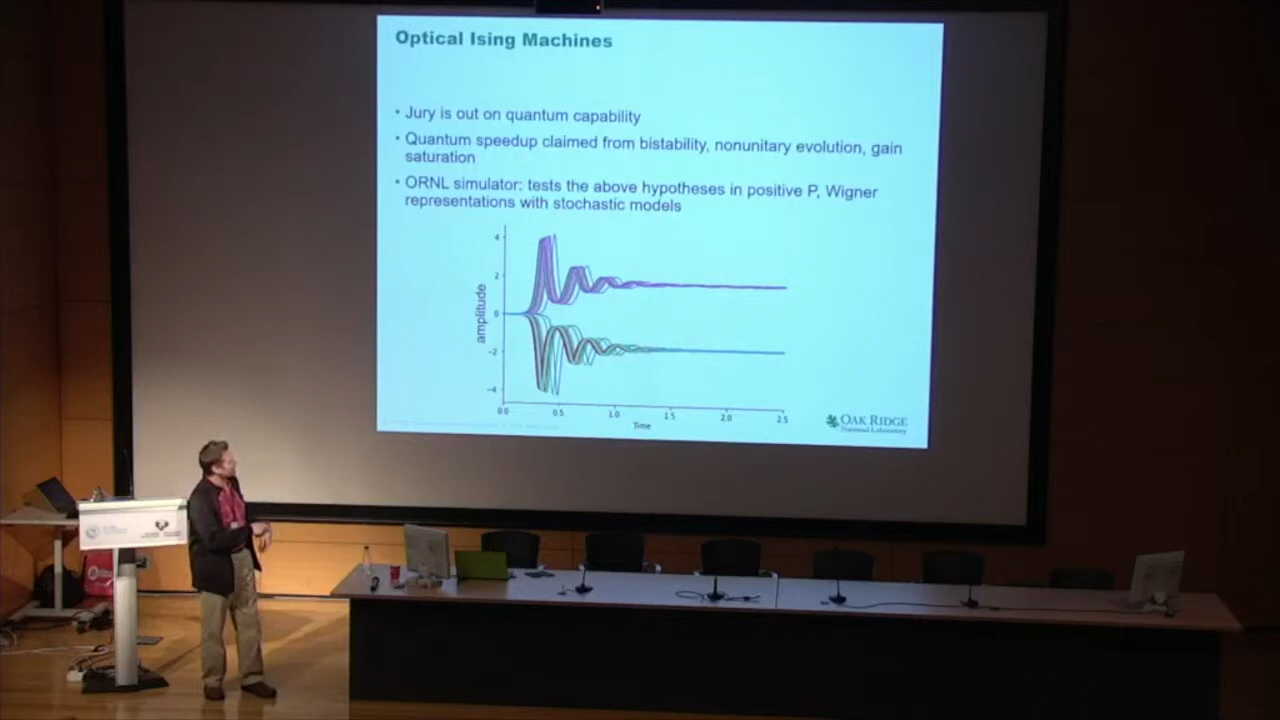 Optical Ising Machines
• Jury is out on quantum capability
• Quantum speedup claimed from bistability, nonunitary evolution, gain
saturation
• ORNL simulator: tests the above hypotheses in positive P, Wigner
representations with stochastic models
4
2
0
−2
−4
amplitude
0.0 0.5 1.0 1.5 2.0 2.5
Time
OAK RIDGE
National Laboratory